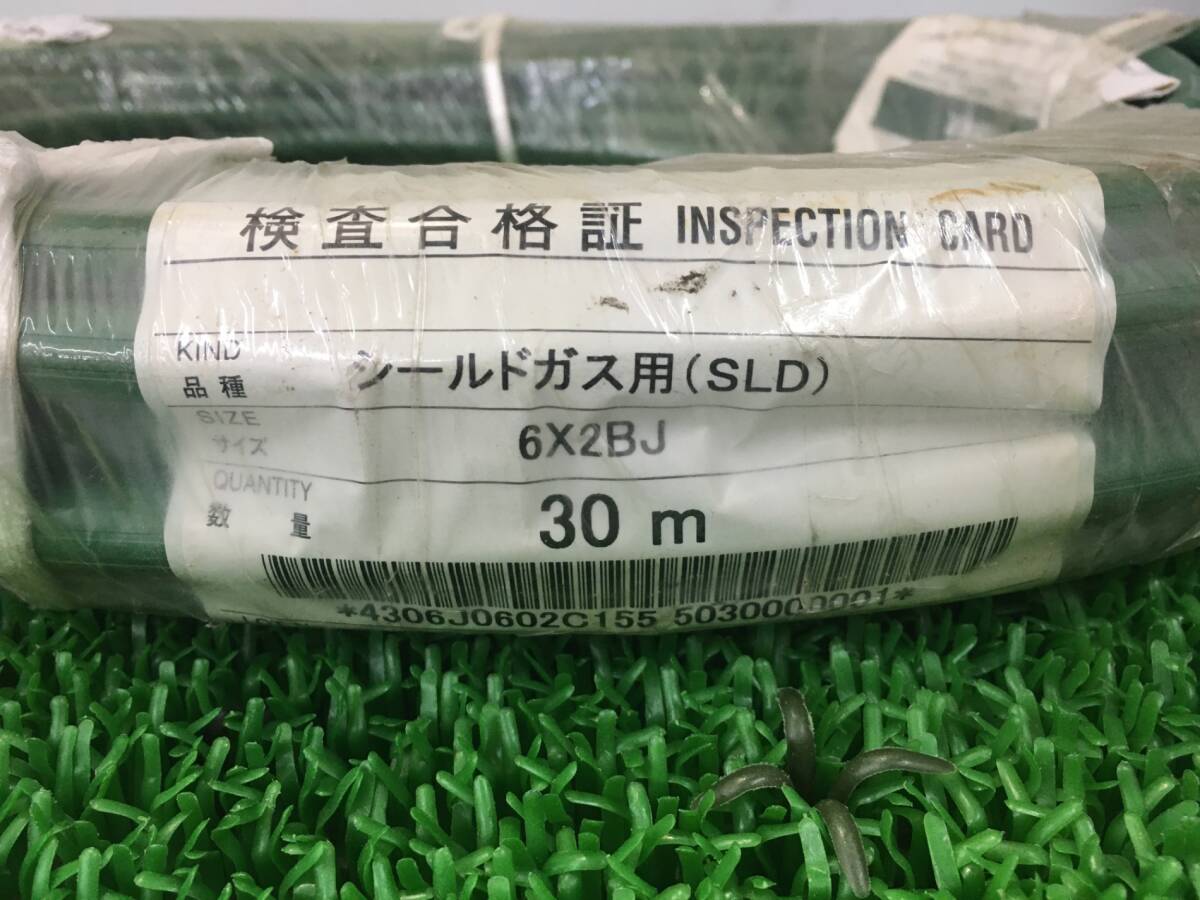 検査合格証 INSPECTION CARD
KIND
品種 シールドガス用(SLD)
SIZE
サイズ 6X2BJ
QUANTITY
数量 30 m
*4306J0602C155 5030000001*